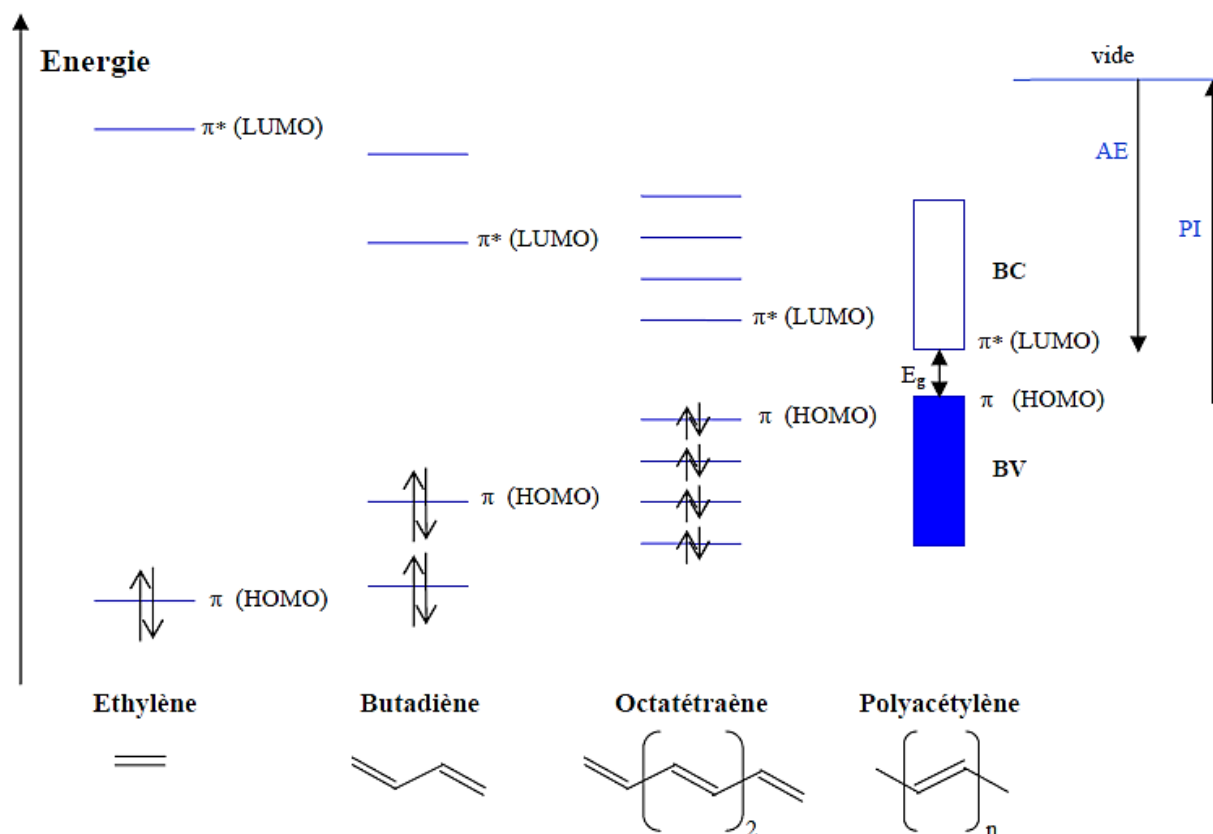 Energie
vide
π* (LUMO)
AE
π* (LUMO)
PI
BC
π* (LUMO)
π* (LUMO)
Eg
π (HOMO)
π (HOMO)
BV
π (HOMO)
π (HOMO)
Ethylène
Butadiène
Octatétraène
Polyacétylène
2
n